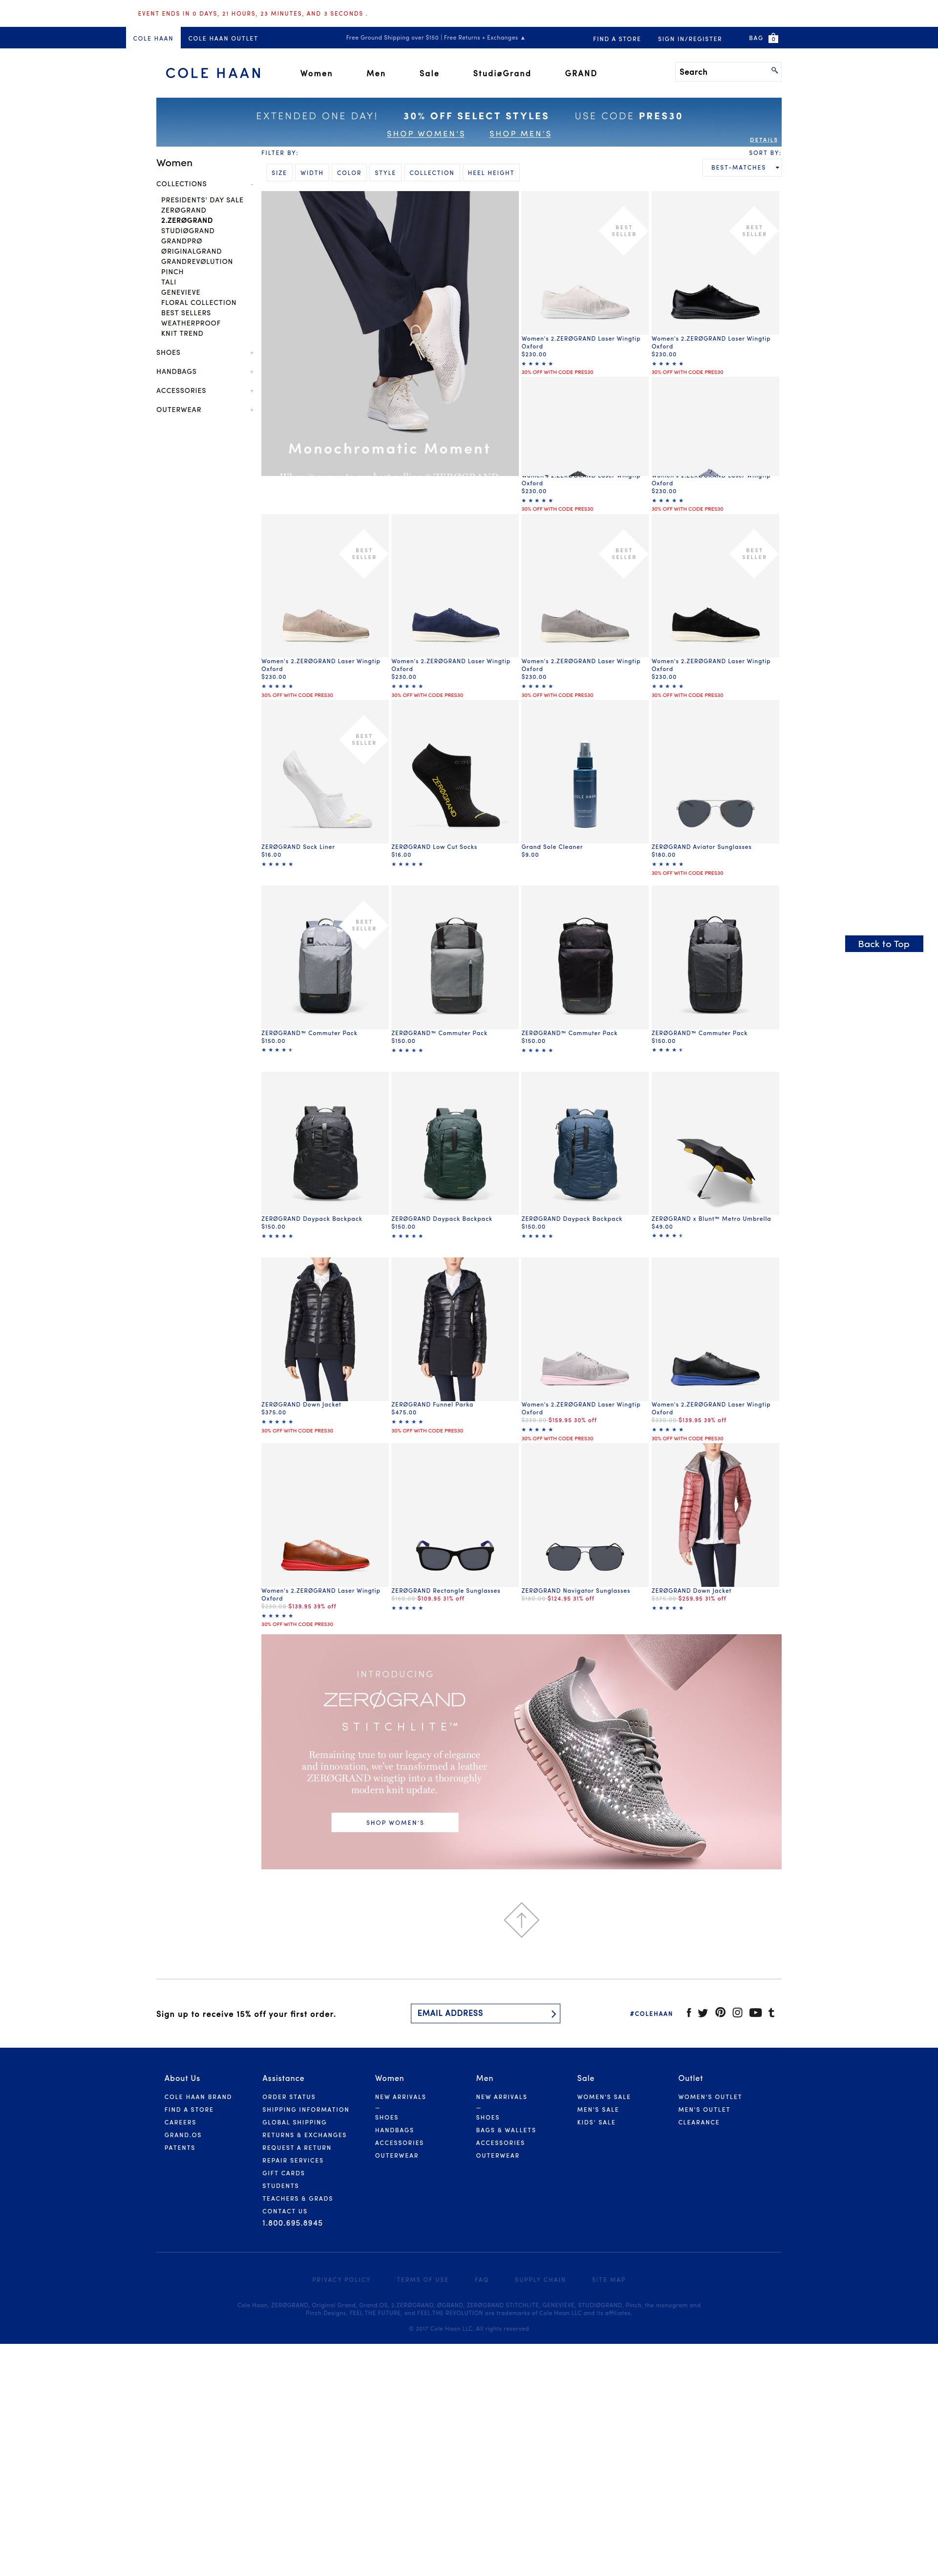 EVENT ENDS IN 0 DAYS, 21 HOURS, 23 MINUTES, AND 3 SECONDS .
COLE HAAN
COLE HAAN OUTLET
Free Ground Shipping over $150 | Free Returns + Exchanges ▲
FIND A STORE
SIGN IN/REGISTER
BAG 0
COLE HAAN
Women
Men
Sale
StudiøGrand
GRAND
Search
EXTENDED ONE DAY! 30% OFF SELECT STYLES USE CODE PRES30
SHOP WOMEN'S SHOP MEN'S
DETAILS
Women
COLLECTIONS -
PRESIDENTS' DAY SALE
ZERØGRAND
2.ZERØGRAND
STUDIØGRAND
GRANDPRØ
ØRIGINALGRAND
GRANDREVØLUTION
PINCH
TALI
GENEVIEVE
FLORAL COLLECTION
BEST SELLERS
WEATHERPROOF
KNIT TREND
SHOES +
HANDBAGS +
ACCESSORIES +
OUTERWEAR +
FILTER BY:
SIZE WIDTH COLOR STYLE COLLECTION HEEL HEIGHT
SORT BY:
BEST-MATCHES
Monochromatic Moment
BEST
SELLER
Women's 2.ZERØGRAND Laser Wingtip
Oxford
$230.00
30% OFF WITH CODE PRES30
BEST
SELLER
Women's 2.ZERØGRAND Laser Wingtip
Oxford
$230.00
30% OFF WITH CODE PRES30
Women's 2.ZERØGRAND Laser Wingtip
Oxford
$230.00
30% OFF WITH CODE PRES30
Women's 2.ZERØGRAND Laser Wingtip
Oxford
$230.00
30% OFF WITH CODE PRES30
BEST
SELLER
Women's 2.ZERØGRAND Laser Wingtip
Oxford
$230.00
30% OFF WITH CODE PRES30
Women's 2.ZERØGRAND Laser Wingtip
Oxford
$230.00
30% OFF WITH CODE PRES30
BEST
SELLER
Women's 2.ZERØGRAND Laser Wingtip
Oxford
$230.00
30% OFF WITH CODE PRES30
BEST
SELLER
Women's 2.ZERØGRAND Laser Wingtip
Oxford
$230.00
30% OFF WITH CODE PRES30
BEST
SELLER
ZERØGRAND Sock Liner
$16.00
ZERØGRAND
ZERØGRAND Low Cut Socks
$16.00
COLE HAAN
Grand Sole Cleaner
$9.00
ZERØGRAND Aviator Sunglasses
$180.00
30% OFF WITH CODE PRES30
BEST
SELLER
ZERØGRAND™ Commuter Pack
$150.00
ZERØGRAND™ Commuter Pack
$150.00
ZERØGRAND™ Commuter Pack
$150.00
ZERØGRAND™ Commuter Pack
$150.00
Back to Top
ZERØGRAND Daypack Backpack
$150.00
ZERØGRAND Daypack Backpack
$150.00
ZERØGRAND Daypack Backpack
$150.00
ZERØGRAND x Blunt™ Metro Umbrella
$49.00
ZERØGRAND Down Jacket
$375.00
30% OFF WITH CODE PRES30
ZERØGRAND Funnel Parka
$475.00
30% OFF WITH CODE PRES30
Women's 2.ZERØGRAND Laser Wingtip
Oxford
$230.00 $159.95 30% off
30% OFF WITH CODE PRES30
Women's 2.ZERØGRAND Laser Wingtip
Oxford
$230.00 $139.95 39% off
30% OFF WITH CODE PRES30
Women's 2.ZERØGRAND Laser Wingtip
Oxford
$230.00 $139.95 39% off
30% OFF WITH CODE PRES30
ZERØGRAND Rectangle Sunglasses
$160.00 $109.95 31% off
ZERØGRAND Navigator Sunglasses
$180.00 $124.95 31% off
ZERØGRAND Down Jacket
$375.00 $259.95 31% off
INTRODUCING
ZERØGRAND
STITCHLITE™
Remaining true to our legacy of elegance
and innovation, we've transformed a leather
ZERØGRAND wingtip into a thoroughly
modern knit update.
SHOP WOMEN'S
Sign up to receive 15% off your first order.
EMAIL ADDRESS
#COLEHAAN
About Us
COLE HAAN BRAND
FIND A STORE
CAREERS
GRAND.OS
PATENTS
Assistance
ORDER STATUS
SHIPPING INFORMATION
GLOBAL SHIPPING
RETURNS & EXCHANGES
REQUEST A RETURN
REPAIR SERVICES
GIFT CARDS
STUDENTS
TEACHERS & GRADS
CONTACT US
1.800.695.8945
Women
NEW ARRIVALS
—
SHOES
HANDBAGS
ACCESSORIES
OUTERWEAR
Men
NEW ARRIVALS
—
SHOES
BAGS & WALLETS
ACCESSORIES
OUTERWEAR
Sale
WOMEN'S SALE
MEN'S SALE
KIDS' SALE
Outlet
WOMEN'S OUTLET
MEN'S OUTLET
CLEARANCE
PRIVACY POLICY TERMS OF USE FAQ SUPPLY CHAIN SITE MAP
Cole Haan, ZERØGRAND, Original Grand, Grand.OS, 2.ZERØGRAND, ØGRAND, ZERØGRAND STITCHLITE, GENEVIEVE, STUDIØGRAND, Pinch, the monogram and
Pinch Designs, FEEL THE FUTURE, and FEEL THE REVOLUTION are trademarks of Cole Haan LLC and its affiliates.
© 2017 Cole Haan LLC. All rights reserved